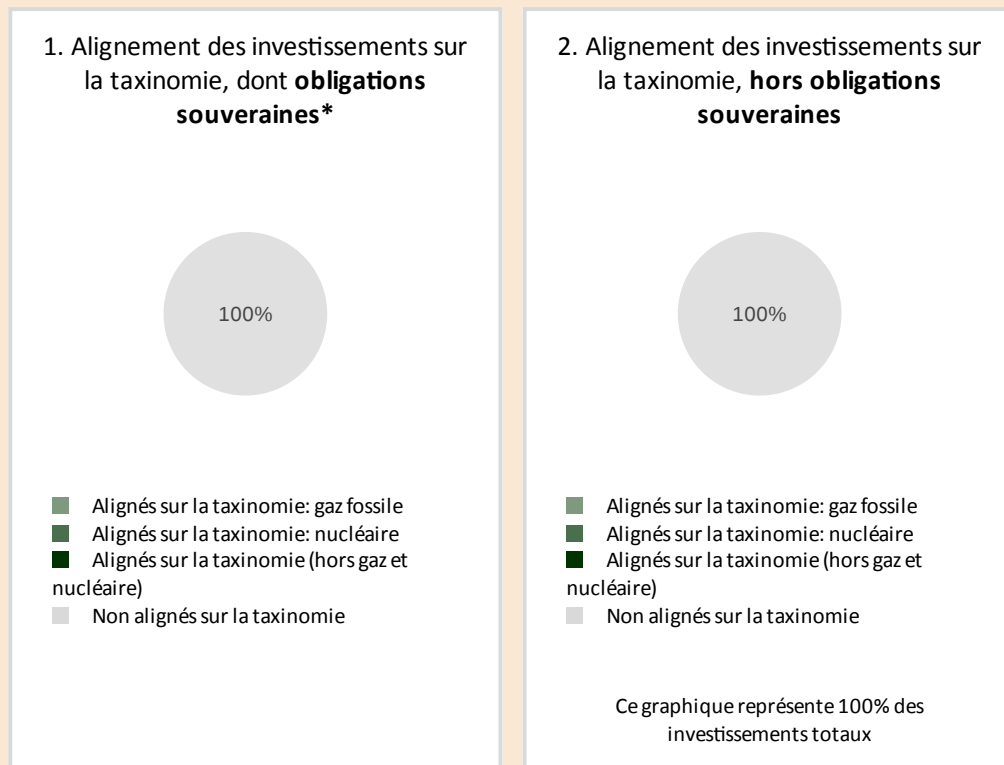 1. Alignement des investissements sur
la taxinomie, dont obligations
souveraines*
100%
Alignés sur la taxinomie: gaz fossile
Alignés sur la taxinomie: nucléaire
Alignés sur la taxinomie (hors gaz et
nucléaire)
Non alignés sur la taxinomie
2. Alignement des investissements sur
la taxinomie, hors obligations
souveraines
100%
Alignés sur la taxinomie: gaz fossile
Alignés sur la taxinomie: nucléaire
Alignés sur la taxinomie (hors gaz et
nucléaire)
Non alignés sur la taxinomie
Ce graphique représente 100% des
investissements totaux